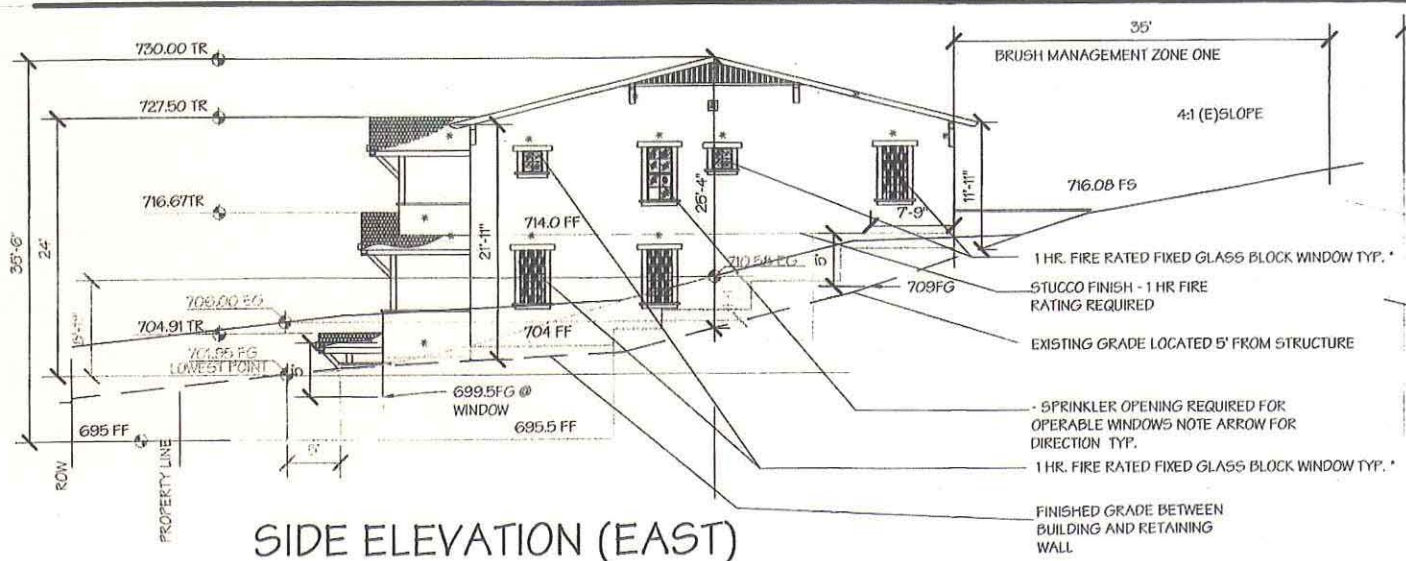 35'
730.00 TR
BRUSH MANAGEMENT ZONE ONE
727.50 TR
4:1 (E)SLOPE
716.08 FS
716.67TR
11'-11"
25'-4"
7'-9"
714.0 FF
21'-11"
24'
5'
710.58 EG
1 HR. FIRE RATED FIXED GLASS BLOCK WINDOW TYP. *
709FG
STUCCO FINISH - 1 HR FIRE
RATING REQUIRED
704.91 TR
704 FF
EXISTING GRADE LOCATED 5' FROM STRUCTURE
LOWEST POINT
699.5FG @
WINDOW
695.5 FF
- SPRINKLER OPENING REQUIRED FOR
OPERABLE WINDOWS NOTE ARROW FOR
DIRECTION TYP.
695 FF
5'
1 HR. FIRE RATED FIXED GLASS BLOCK WINDOW TYP. *
ROW
PROPERTY LINE
FINISHED GRADE BETWEEN
BUILDING AND RETAINING
WALL
SIDE ELEVATION (EAST)